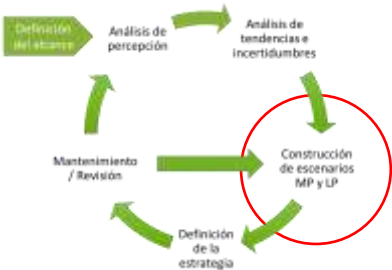 Definición
del alcance
Análisis de
percepción
Análisis de
tendencias e
incertidumbres
Construcción
de escenarios
MP y LP
Definición
de la
estrategia
Mantenimiento
/ Revisión